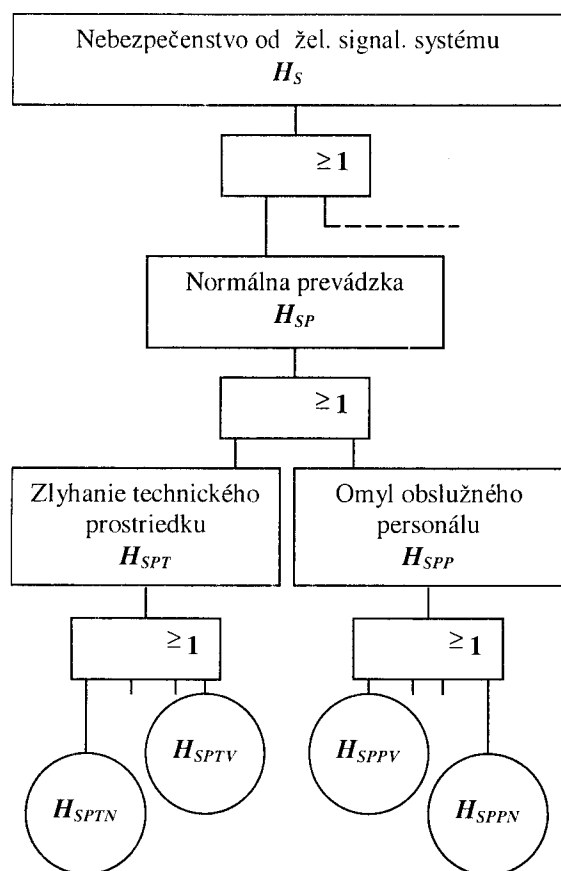 Nebezpečenstvo od žel. signal. systému
H_S
≥1
Normálna prevádzka
H_SP
≥1
Zlyhanie technického
prostriedku
H_SPT
Omyl obslužného
personálu
H_SPP
≥1
≥1
H_SPTV
H_SPPV
H_SPTN
H_SPPN